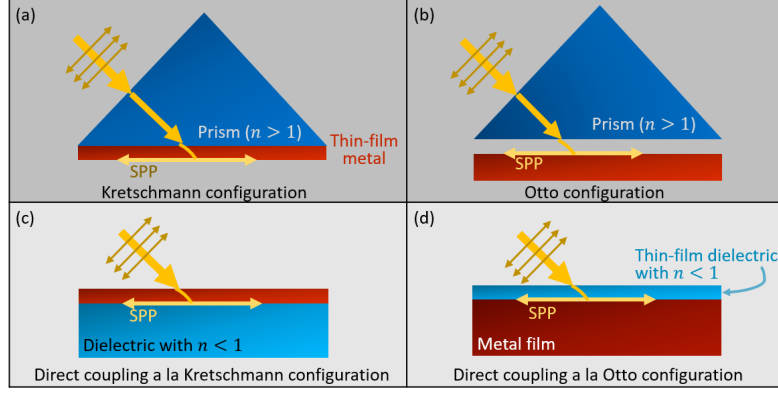 (a)
Prism (n > 1)
Thin-film
metal
SPP
Kretschmann configuration
(b)
Prism (n > 1)
SPP
Otto configuration
(c)
SPP
Dielectric with n < 1
Direct coupling a la Kretschmann configuration
(d)
Thin-film dielectric
with n < 1
SPP
Metal film
Direct coupling a la Otto configuration